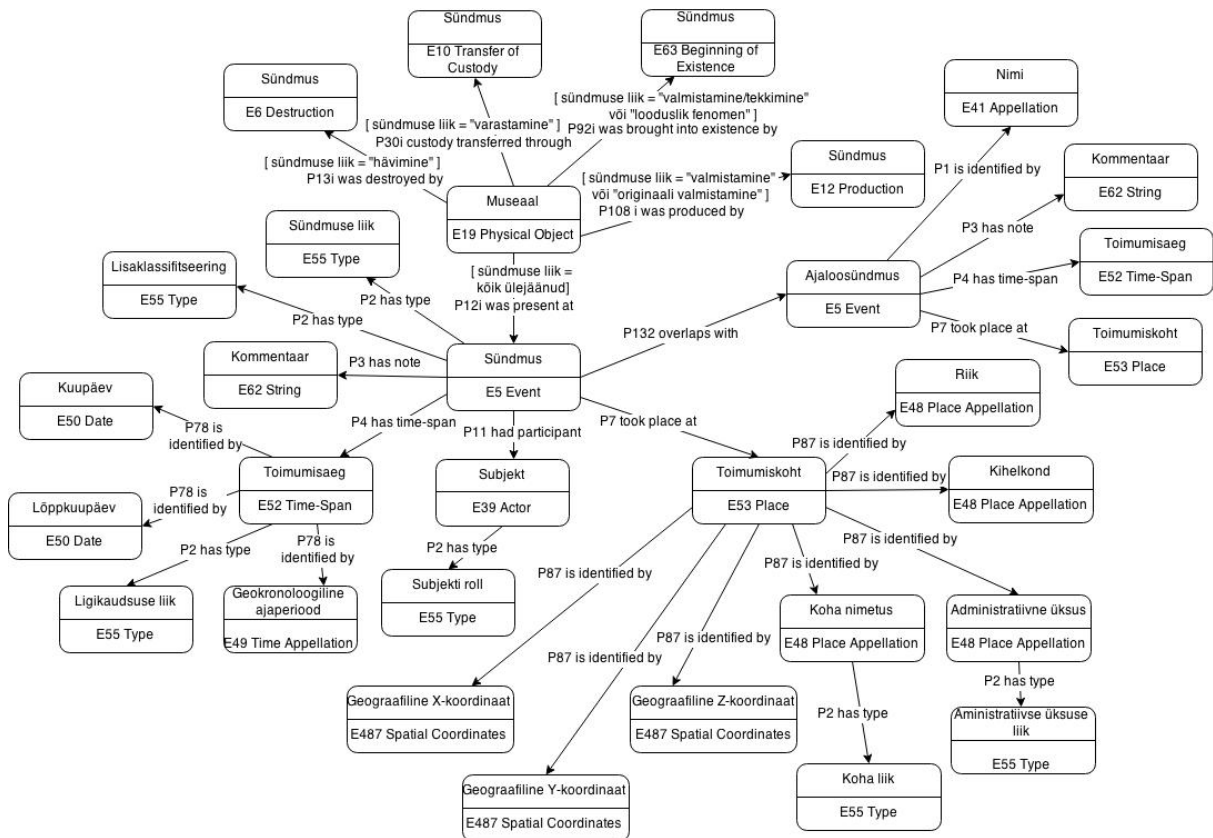 Sündmus
E10 Transfer of
Custody
Sündmus
E63 Beginning of
Existence
Sündmus
E6 Destruction
Nimi
E41 Appellation
[ sündmuse liik = "valmistamine/tekkimine"
või "looduslik fenomen" ]
P92i was brought into existence by
[ sündmuse liik = "varastamine" ]
P30i custody transferred through
[ sündmuse liik = "hävimine" ]
P13i was destroyed by
P1 is identified by
Sündmus
E12 Production
Kommentaar
E62 String
[ sündmuse liik = "valmistamine"
või "originaali valmistamine" ]
P108 i was produced by
Museaal
E19 Physical Object
Sündmuse liik
E55 Type
P3 has note
Toimumisaeg
E52 Time-Span
Lisaklassifitseering
E55 Type
[ sündmuse liik =
kõik ülejäänud]
P12i was present at
Ajaloosündmus
E5 Event
P4 has time-span
P2 has type
P2 has type
P132 overlaps with
P7 took place at
Toimumiskoht
E53 Place
Kommentaar
E62 String
P3 has note
Sündmus
E5 Event
Riik
E48 Place Appellation
Kuupäev
E50 Date
P4 has time-span
P11 had participant
P7 took place at
P78 is
identified by
P87 is identified by
Toimumisaeg
E52 Time-Span
Subjekt
E39 Actor
Toimumiskoht
E53 Place
P87 is identified by
Kihelkond
E48 Place Appellation
Lõppkuupäev
E50 Date
P78 is
identified by
P2 has type
P78 is
identified by
P2 has type
P87 is identified by
P87 is identified by
P87 is identified by
Ligikaudsuse liik
E55 Type
Geokronoloogiline
ajaperiood
E49 Time Appellation
Subjekti roll
E55 Type
Koha nimetus
E48 Place Appellation
Administratiivne üksus
E48 Place Appellation
P87 is identified by
P87 is identified by
P2 has type
P2 has type
Geograafiline X-koordinaat
E487 Spatial Coordinates
Geograafiline Z-koordinaat
E487 Spatial Coordinates
Aministratiivse üksuse
liik
E55 Type
Geograafiline Y-koordinaat
E487 Spatial Coordinates
Koha liik
E55 Type